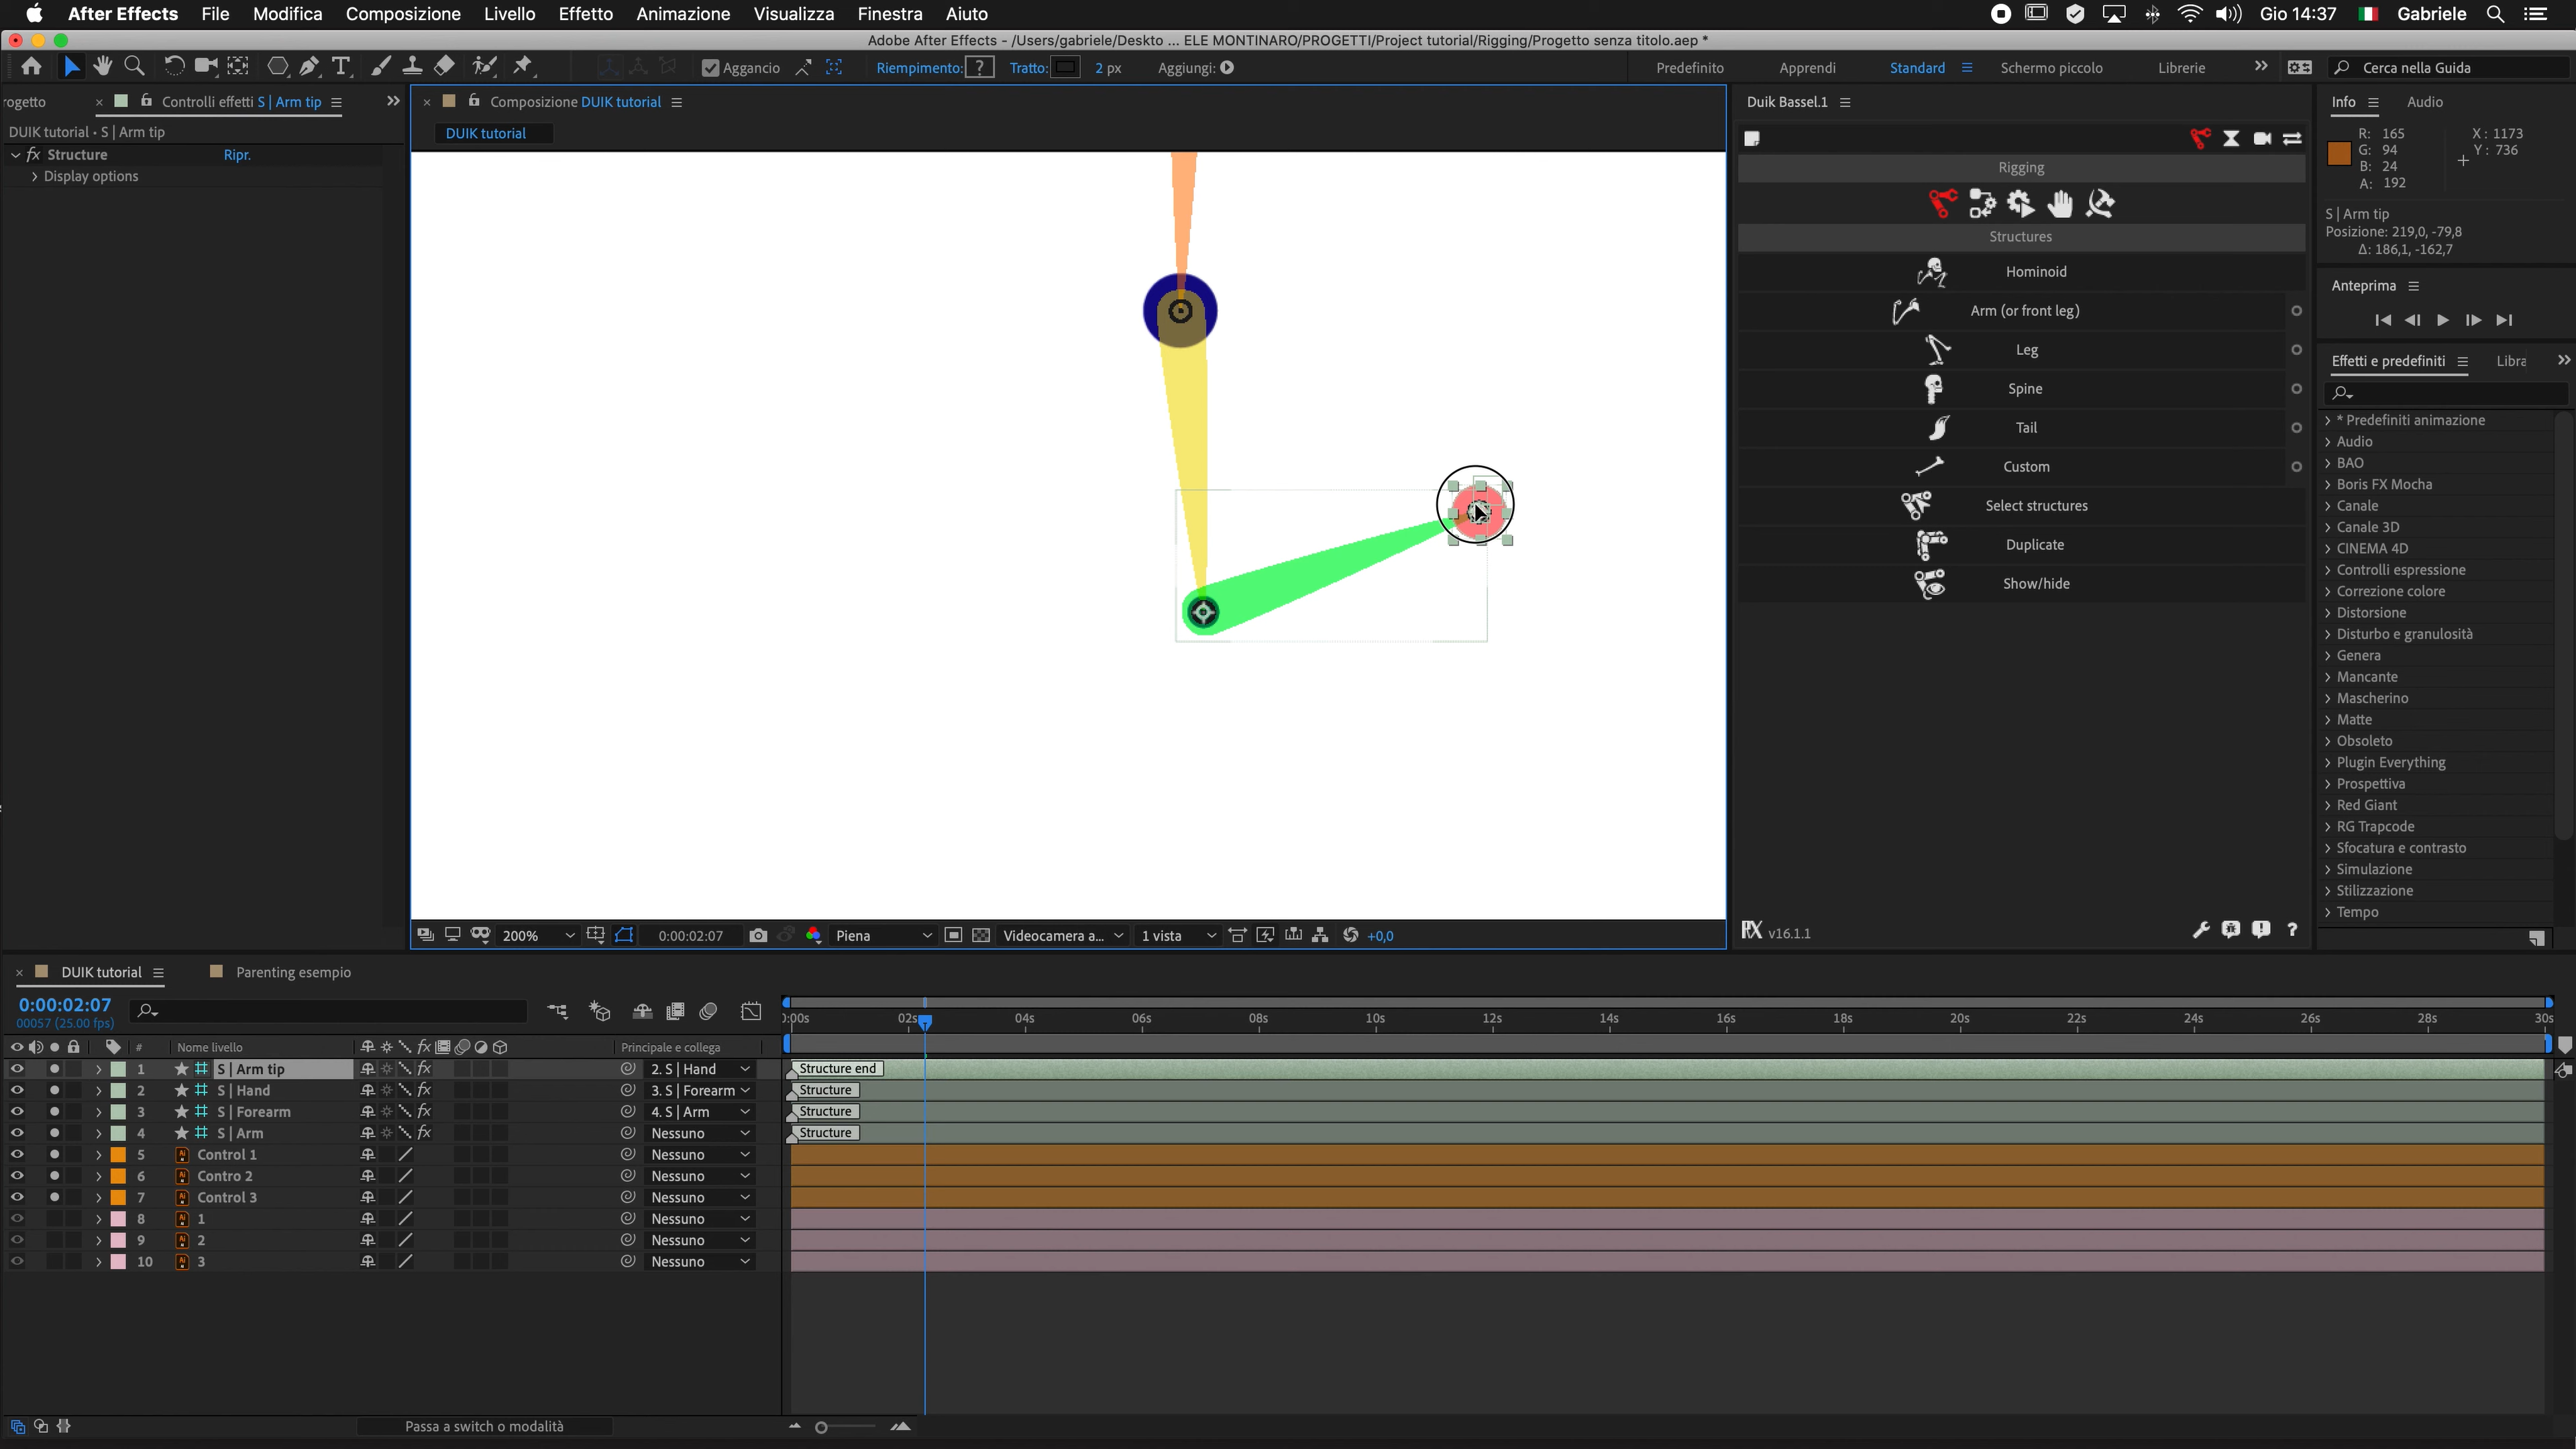 After Effects File Modifica Composizione Livello Effetto Animazione Visualizza Finestra Aiuto Gio 14:37 Gabriele
Adobe After Effects - /Users/gabriele/Deskto ... ELE MONTINARO/PROGETTI/Project tutorial/Rigging/Progetto senza titolo.aep *
Aggancio Riempimento: ? Tratto: 2 px Aggiungi: Predefinito Apprendi Standard Schermo piccolo Librerie Cerca nella Guida
rogetto Controlli effetti S | Arm tip
DUIK tutorial • S | Arm tip
fx Structure Ripr.
Display options
Composizione DUIK tutorial
DUIK tutorial
Duik Bassel.1
Rigging
Structures
Hominoid
Arm (or front leg)
Leg
Spine
Tail
Custom
Select structures
Duplicate
Show/hide
v16.1.1
Info Audio
R: 165 X: 1173
G: 94 Y: 736
B: 24
A: 192
S | Arm tip
Posizione: 219,0, -79,8
Δ: 186,1, -162,7
Anteprima
Effetti e predefiniti Libra
* Predefiniti animazione
Audio
BAO
Boris FX Mocha
Canale
Canale 3D
CINEMA 4D
Controlli espressione
Correzione colore
Distorsione
Disturbo e granulosità
Genera
Mancante
Mascherino
Matte
Obsoleto
Plugin Everything
Prospettiva
Red Giant
RG Trapcode
Sfocatura e contrasto
Simulazione
Stilizzazione
Tempo
200% 0:00:02:07 Piena Videocamera a... 1 vista +0,0
DUIK tutorial Parenting esempio
0:00:02:07
00057 (25.00 fps)
):00s 02s 04s 06s 08s 10s 12s 14s 16s 18s 20s 22s 24s 26s 28s 30s
# Nome livello fx Principale e collega
1 S | Arm tip fx 2. S | Hand Structure end
2 S | Hand fx 3. S | Forearm Structure
3 S | Forearm fx 4. S | Arm Structure
4 S | Arm fx Nessuno Structure
5 Ai Control 1 Nessuno
6 Ai Contro 2 Nessuno
7 Ai Control 3 Nessuno
8 Ai 1 Nessuno
9 Ai 2 Nessuno
10 Ai 3 Nessuno
Passa a switch o modalità